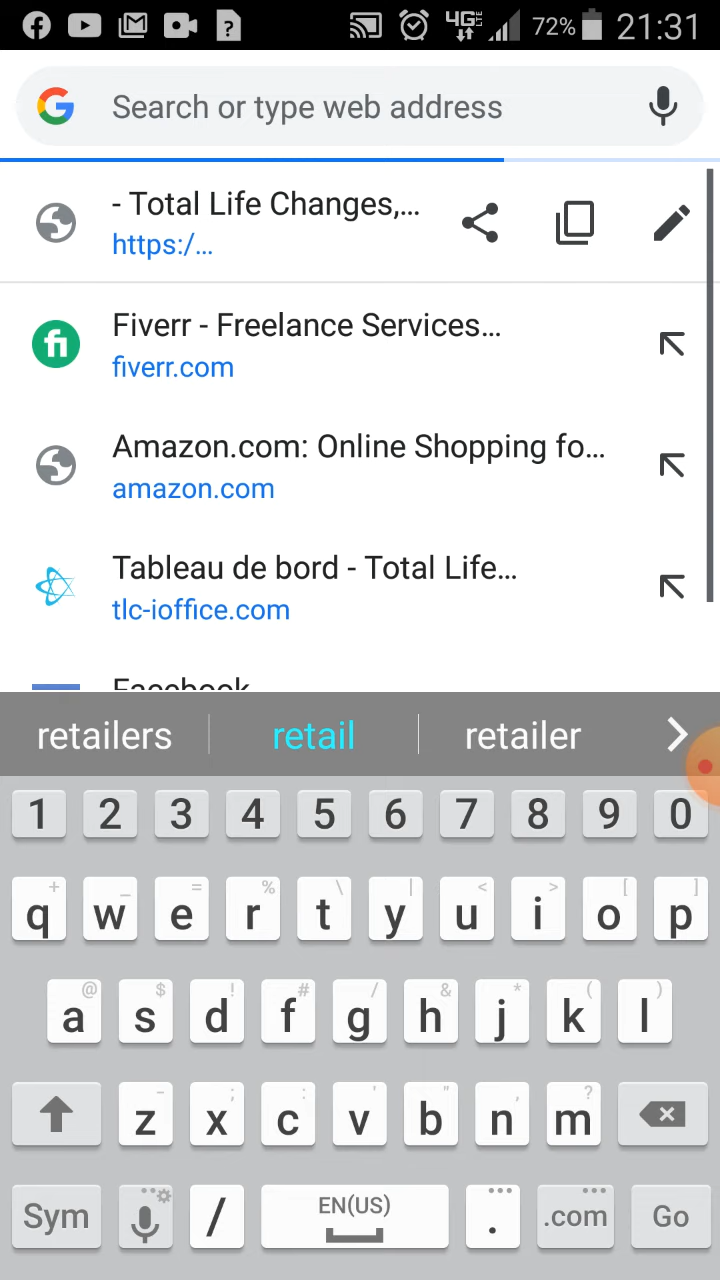 4G LTE 72% 21:31
Search or type web address
- Total Life Changes,...
https:/...
Fiverr - Freelance Services...
fiverr.com
Amazon.com: Online Shopping fo...
amazon.com
Tableau de bord - Total Life...
tlc-ioffice.com
Facebook
retailers retail retailer
1 2 3 4 5 6 7 8 9 0
+ _ = % \ | < > [ ]
q w e r t y u i o p
@ $ ! # / & * ( )
a s d f g h j k l
- ; : ' " , ?
z x c v b n m
Sym / EN(US) . .com Go